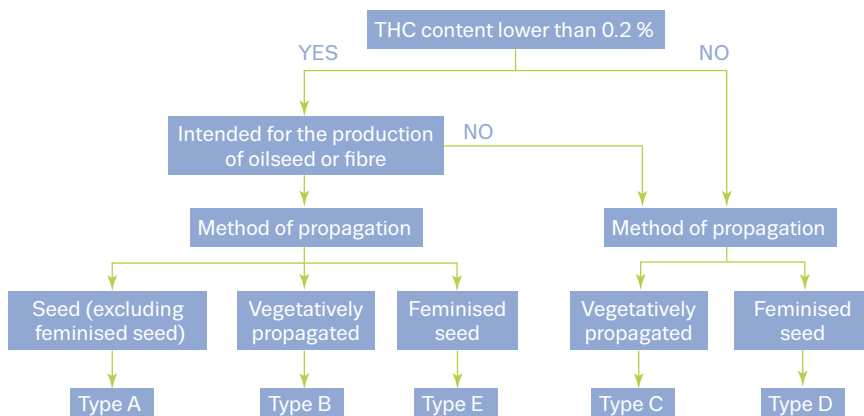 THC content lower than 0.2 %
YES
NO
Intended for the production
of oilseed or fibre
NO
Method of propagation
Method of propagation
Seed (excluding
feminised seed)
Vegetatively
propagated
Feminised
seed
Vegetatively
propagated
Feminised
seed
Type A
Type B
Type E
Type C
Type D